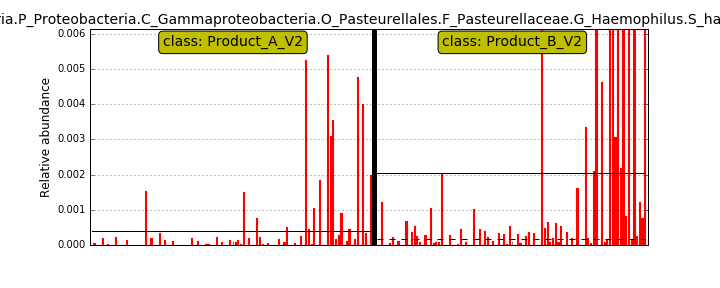 ria.P_Proteobacteria.C_Gammaproteobacteria.O_Pasteurellales.F_Pasteurellaceae.G_Haemophilus.S_ha
class: Product_A_V2
class: Product_B_V2
Relative abundance
0.006
0.005
0.004
0.003
0.002
0.001
0.000